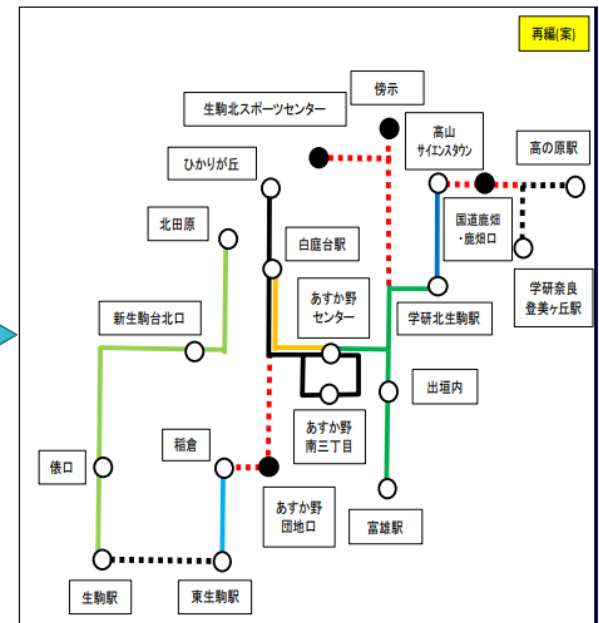 再編(案)
傍示
生駒北スポーツセンター
高山
サイエンスタウン
高の原駅
ひかりが丘
北田原
白庭台駅
国道鹿畑
・鹿畑口
学研奈良
登美ヶ丘駅
あすか野
センター
新生駒台北口
学研北生駒駅
出垣内
あすか野
南三丁目
稲倉
俵口
あすか野
団地口
富雄駅
生駒駅
東生駒駅